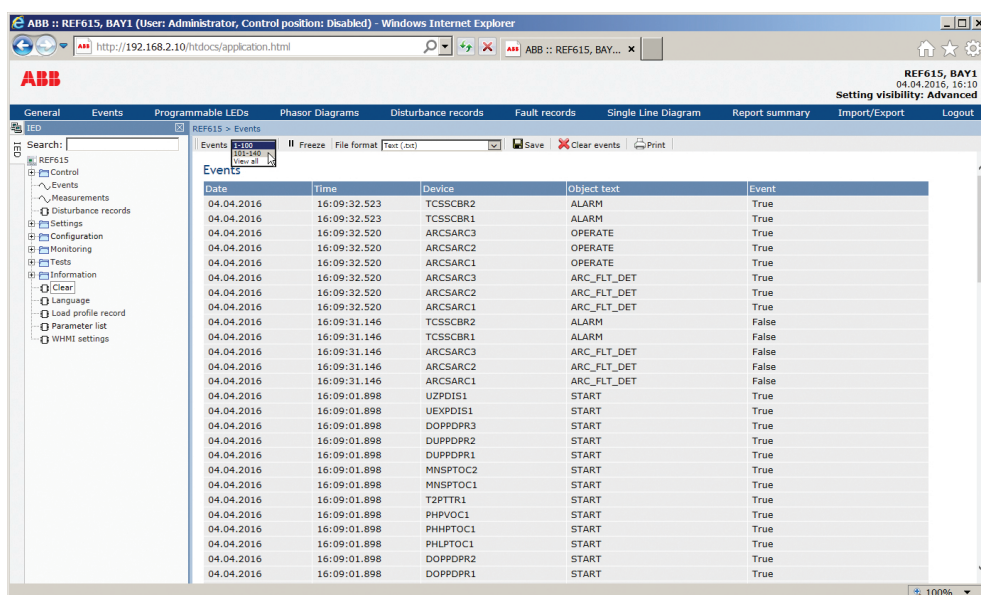 ABB :: REF615, BAY1 (User: Administrator, Control position: Disabled) - Windows Internet Explorer
http://192.168.2.10/htdocs/application.html
ABB :: REF615, BAY...
ABB
REF615, BAY1
04.04.2016, 16:10
Setting visibility: Advanced
General Events Programmable LEDs Phasor Diagrams Disturbance records Fault records Single Line Diagram Report summary Import/Export Logout
IED
IED
REF615 > Events
Search:
Events 1-100
101-140
View all
Freeze File format Text (.txt) Save Clear events Print
REF615
Control
Events
Measurements
Disturbance records
Settings
Configuration
Monitoring
Tests
Information
Clear
Language
Load profile record
Parameter list
WHMI settings
Events
Date Time Device Object text Event
04.04.2016 16:09:32.523 TCSSCBR2 ALARM True
04.04.2016 16:09:32.523 TCSSCBR1 ALARM True
04.04.2016 16:09:32.520 ARCSARC3 OPERATE True
04.04.2016 16:09:32.520 ARCSARC2 OPERATE True
04.04.2016 16:09:32.520 ARCSARC1 OPERATE True
04.04.2016 16:09:32.520 ARCSARC3 ARC_FLT_DET True
04.04.2016 16:09:32.520 ARCSARC2 ARC_FLT_DET True
04.04.2016 16:09:32.520 ARCSARC1 ARC_FLT_DET True
04.04.2016 16:09:31.146 TCSSCBR2 ALARM False
04.04.2016 16:09:31.146 TCSSCBR1 ALARM False
04.04.2016 16:09:31.146 ARCSARC3 ARC_FLT_DET False
04.04.2016 16:09:31.146 ARCSARC2 ARC_FLT_DET False
04.04.2016 16:09:31.146 ARCSARC1 ARC_FLT_DET False
04.04.2016 16:09:01.898 UZPDIS1 START True
04.04.2016 16:09:01.898 UEXPDIS1 START True
04.04.2016 16:09:01.898 DOPPDPR3 START True
04.04.2016 16:09:01.898 DUPPDPR2 START True
04.04.2016 16:09:01.898 DUPPDPR1 START True
04.04.2016 16:09:01.898 MNSPTOC2 START True
04.04.2016 16:09:01.898 MNSPTOC1 START True
04.04.2016 16:09:01.898 T2PTTR1 START True
04.04.2016 16:09:01.898 PHPVOC1 START True
04.04.2016 16:09:01.898 PHHPTOC1 START True
04.04.2016 16:09:01.898 PHLPTOC1 START True
04.04.2016 16:09:01.898 DOPPDPR2 START True
04.04.2016 16:09:01.898 DOPPDPR1 START True
100%